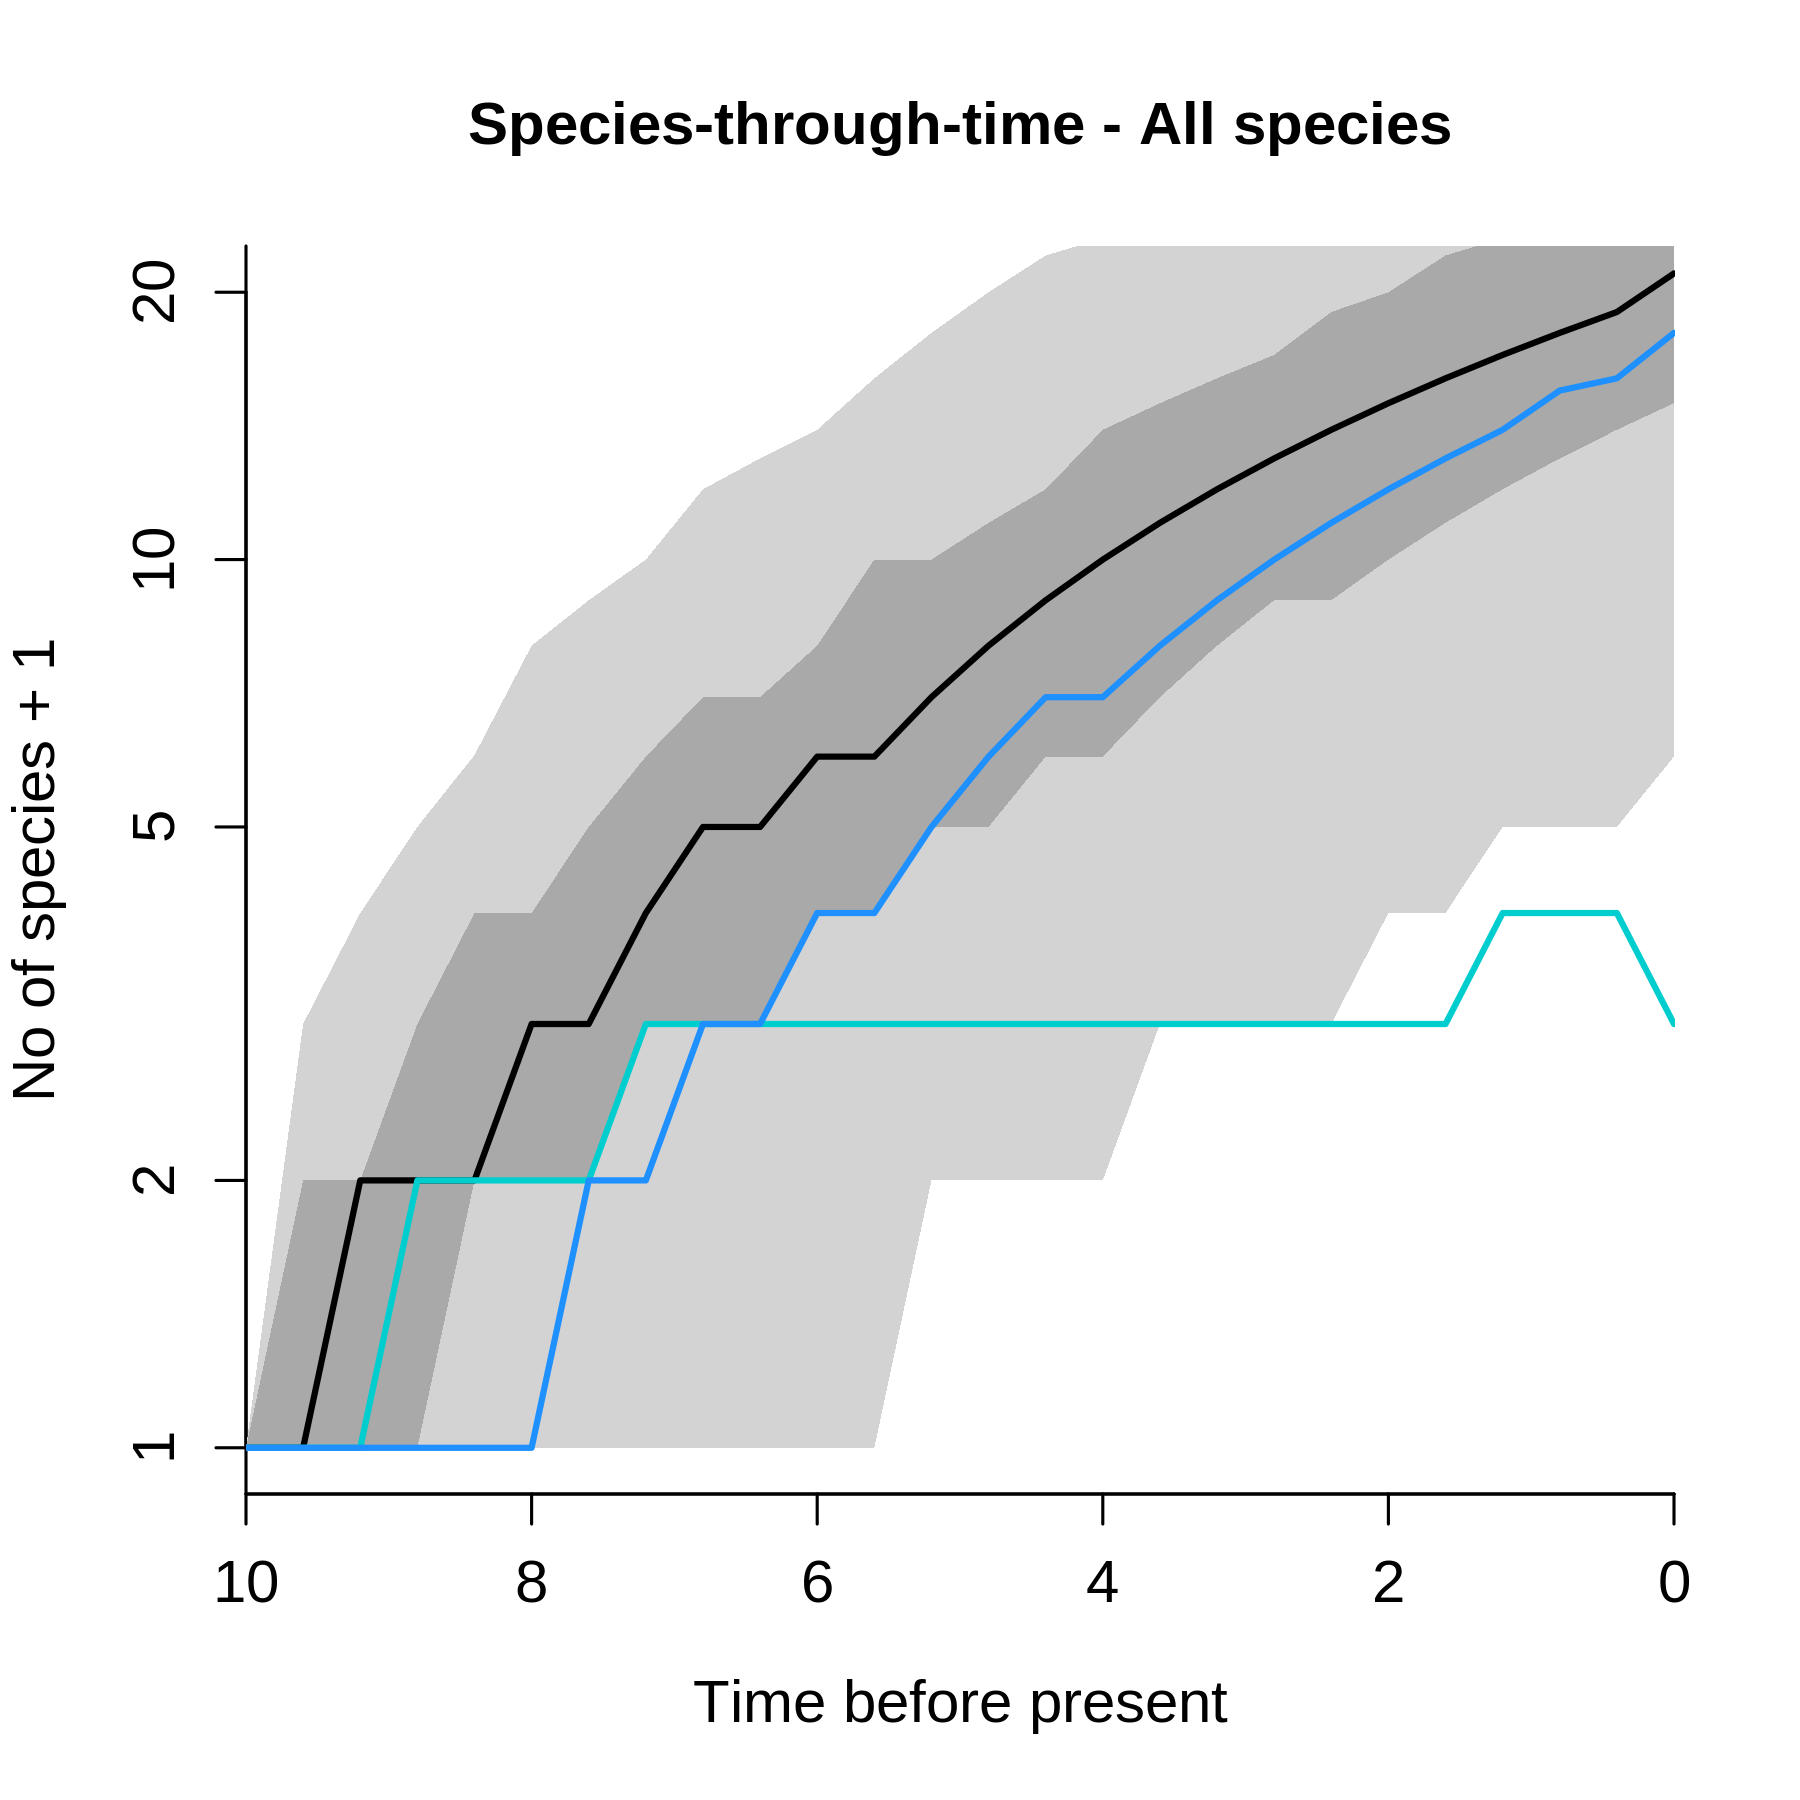 Species-through-time - All species
No of species + 1
20
10
5
2
1
10 8 6 4 2 0
Time before present